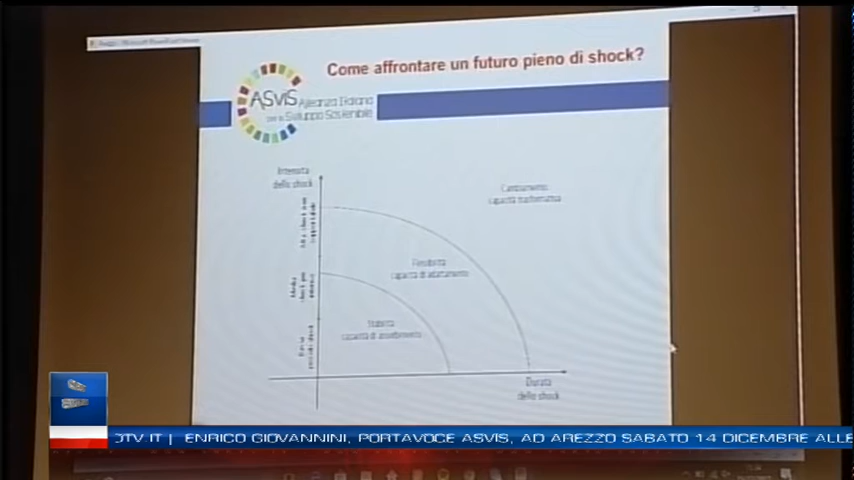 Come affrontare un futuro pieno di shock?
ASviS Alleanza Italiana
per lo Sviluppo Sostenibile
Intensità
dello shock
Cambiamento
capacità trasformativa
Flessibilità
capacità di adattamento
Stabilità
capacità di assorbimento
Durata
dello shock
OTV IT | ENRICO GIOVANNINI, PORTAVOCE ASVIS, AD AREZZO SABATO 14 DICEMBRE ALLE